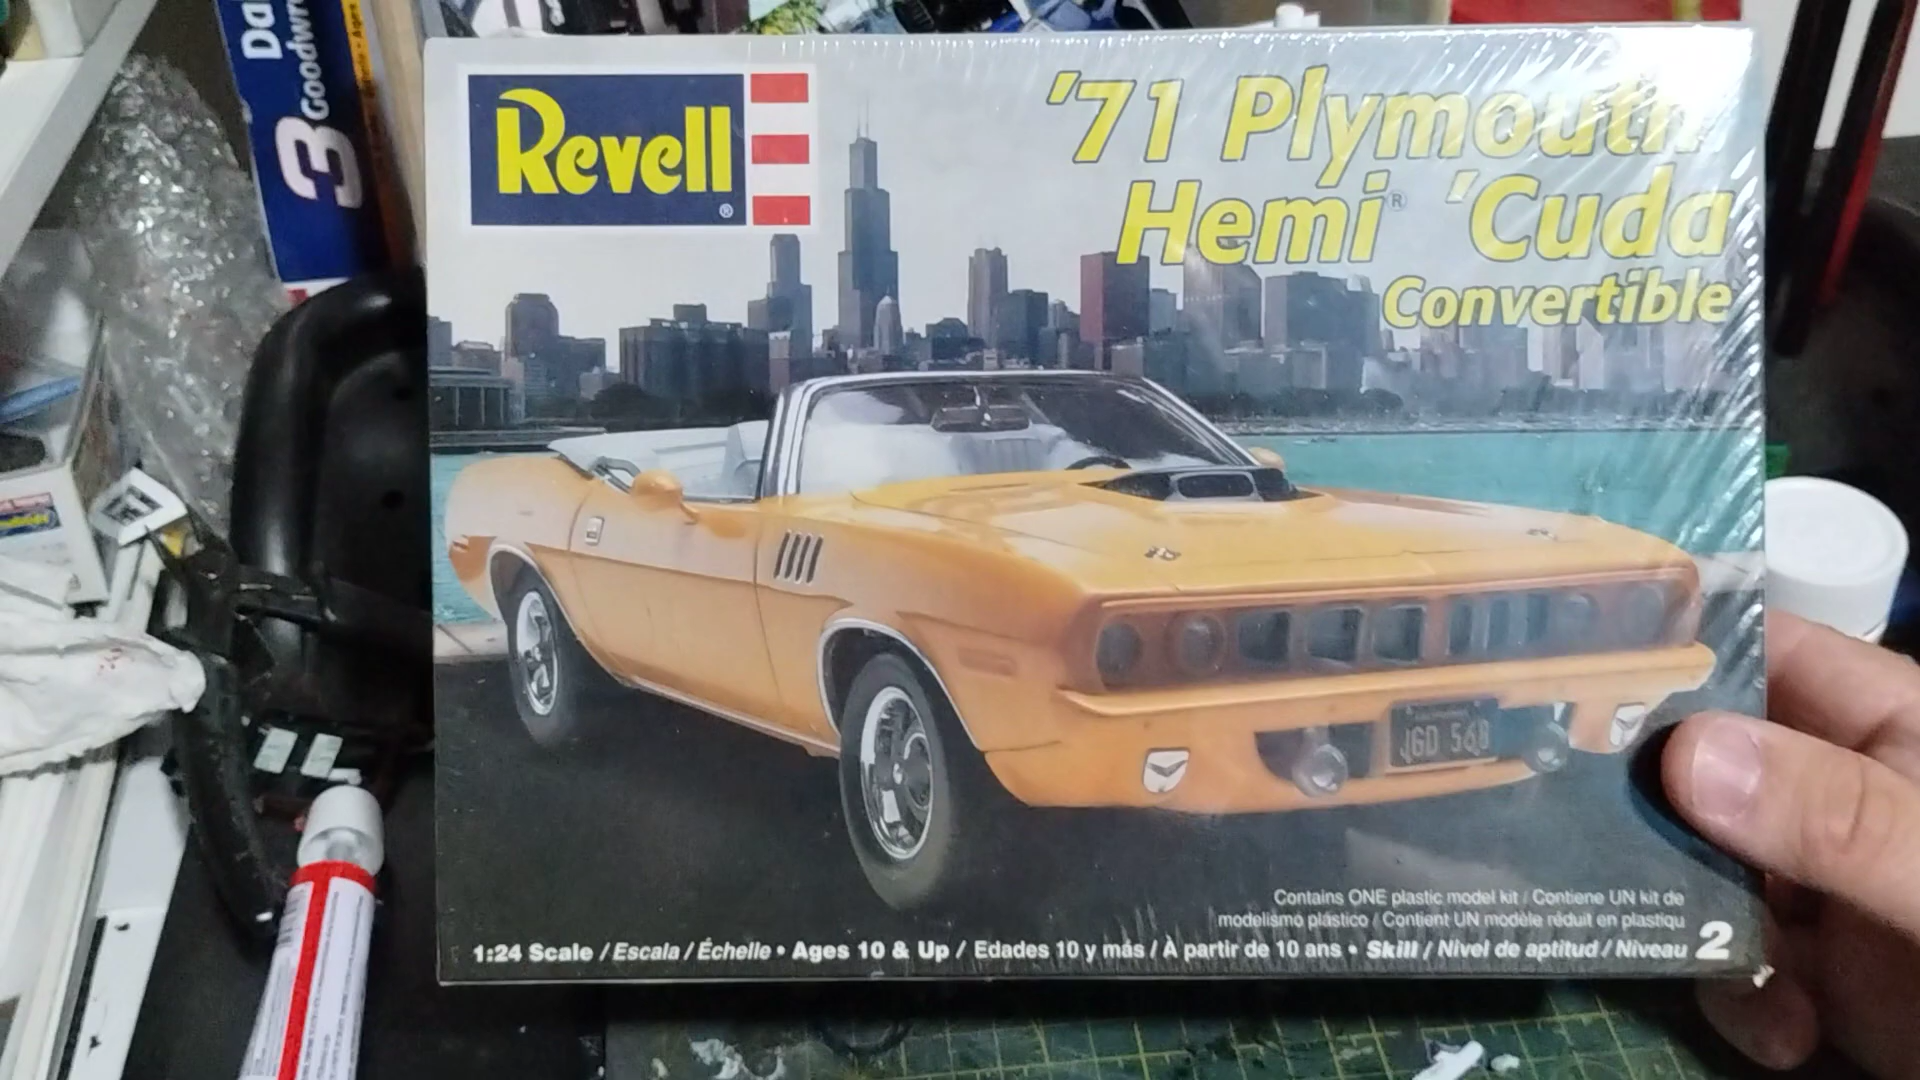 Da
3 Goodwre
Revell
®
'71 Plymouth
Hemi® 'Cuda
Convertible
JGD 568
Contains ONE plastic model kit / Contiene UN kit de
modelismo plástico / Contient UN modèle réduit en plastiqu
1:24 Scale / Escala / Échelle • Ages 10 & Up / Edades 10 y más / À partir de 10 ans • Skill / Nivel de aptitud / Niveau 2